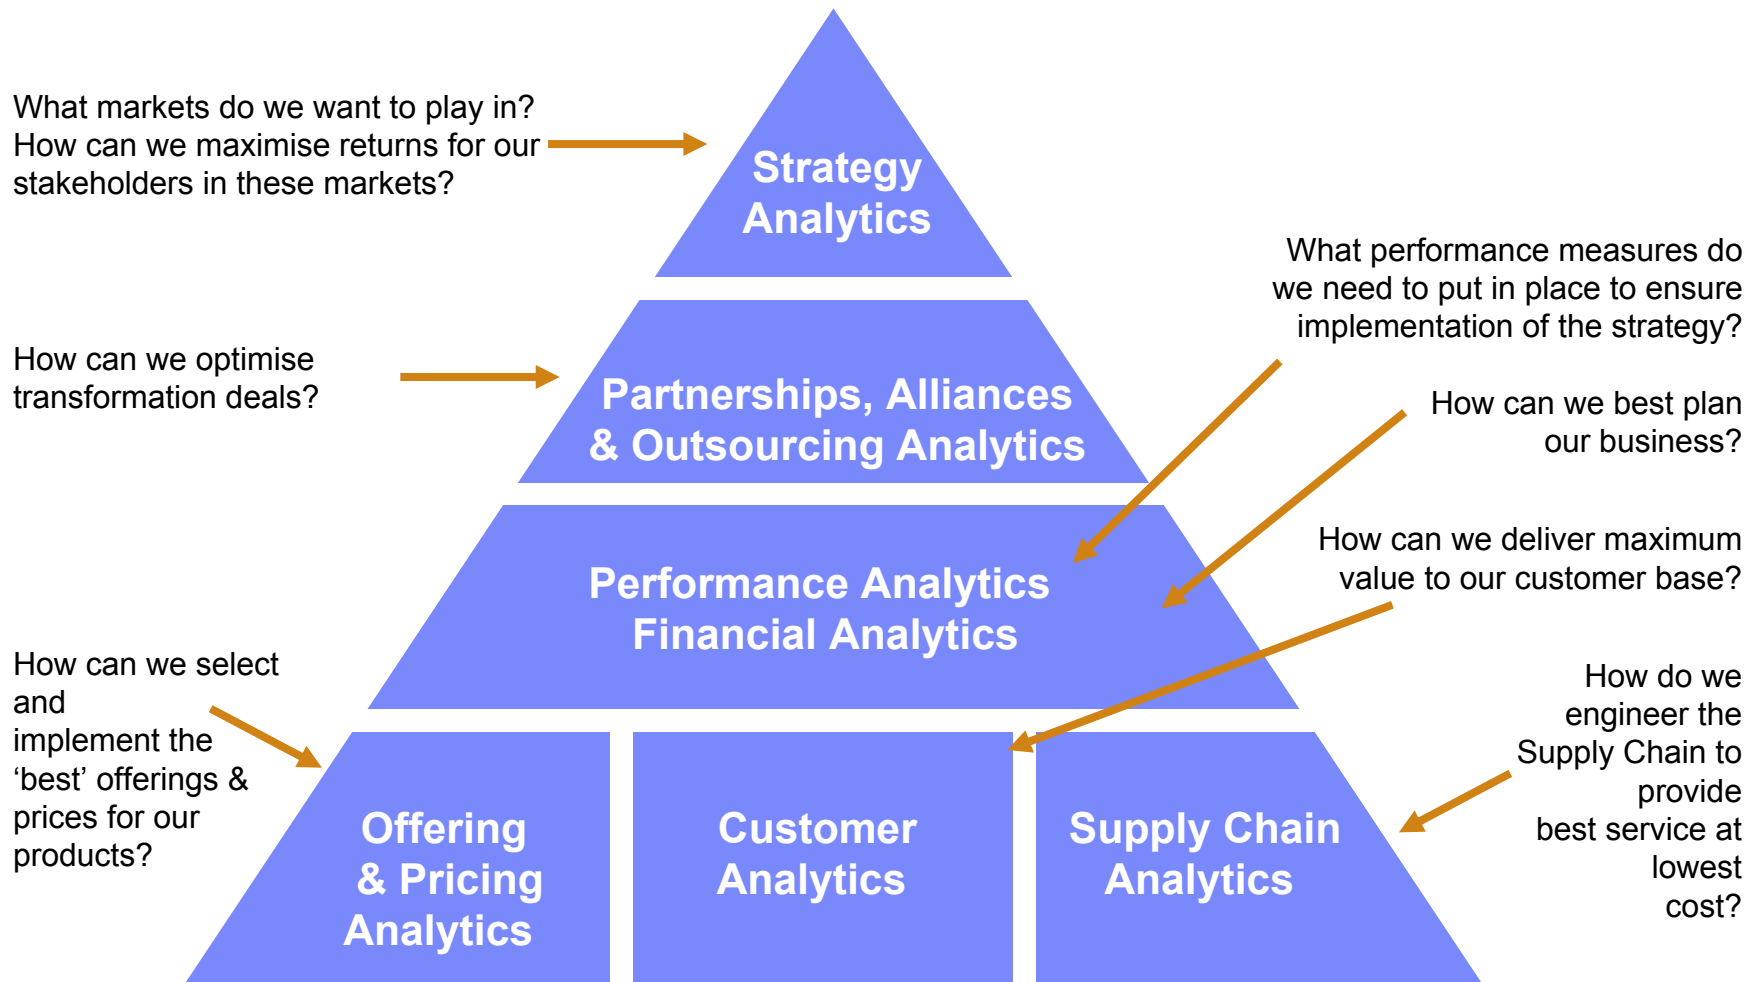 What markets do we want to play in?
How can we maximise returns for our
stakeholders in these markets?
Strategy
Analytics
What performance measures do
we need to put in place to ensure
implementation of the strategy?
How can we optimise
transformation deals?
Partnerships, Alliances
& Outsourcing Analytics
How can we best plan
our business?
How can we deliver maximum
value to our customer base?
Performance Analytics
Financial Analytics
How can we select
and
implement the
‘best’ offerings &
prices for our
products?
How do we
engineer the
Supply Chain to
provide
best service at
lowest
cost?
Offering
& Pricing
Analytics
Customer
Analytics
Supply Chain
Analytics